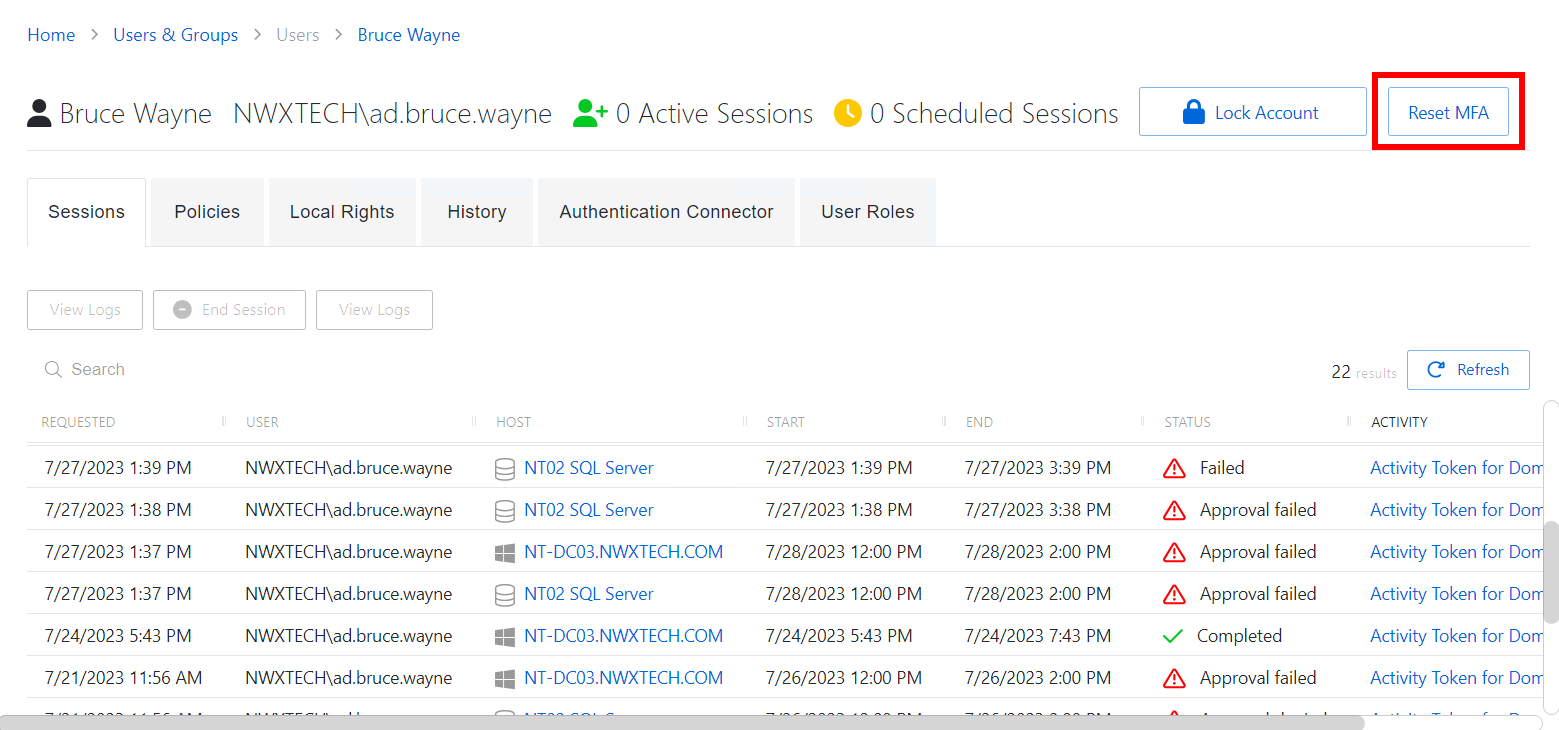 Home > Users & Groups > Users > Bruce Wayne
Bruce Wayne NWXTECH\ad.bruce.wayne 0 Active Sessions 0 Scheduled Sessions Lock Account Reset MFA
Sessions Policies Local Rights History Authentication Connector User Roles
View Logs End Session View Logs
Search 22 results Refresh
REQUESTED USER HOST START END STATUS ACTIVITY
7/27/2023 1:39 PM NWXTECH\ad.bruce.wayne NT02 SQL Server 7/27/2023 1:39 PM 7/27/2023 3:39 PM Failed Activity Token for Dom
7/27/2023 1:38 PM NWXTECH\ad.bruce.wayne NT02 SQL Server 7/27/2023 1:38 PM 7/27/2023 3:38 PM Approval failed Activity Token for Dom
7/27/2023 1:37 PM NWXTECH\ad.bruce.wayne NT-DC03.NWXTECH.COM 7/28/2023 12:00 PM 7/28/2023 2:00 PM Approval failed Activity Token for Dom
7/27/2023 1:37 PM NWXTECH\ad.bruce.wayne NT02 SQL Server 7/28/2023 12:00 PM 7/28/2023 2:00 PM Approval failed Activity Token for Dom
7/24/2023 5:43 PM NWXTECH\ad.bruce.wayne NT-DC03.NWXTECH.COM 7/24/2023 5:43 PM 7/24/2023 7:43 PM Completed Activity Token for Dom
7/21/2023 11:56 AM NWXTECH\ad.bruce.wayne NT-DC03.NWXTECH.COM 7/26/2023 12:00 PM 7/26/2023 2:00 PM Approval failed Activity Token for Dom